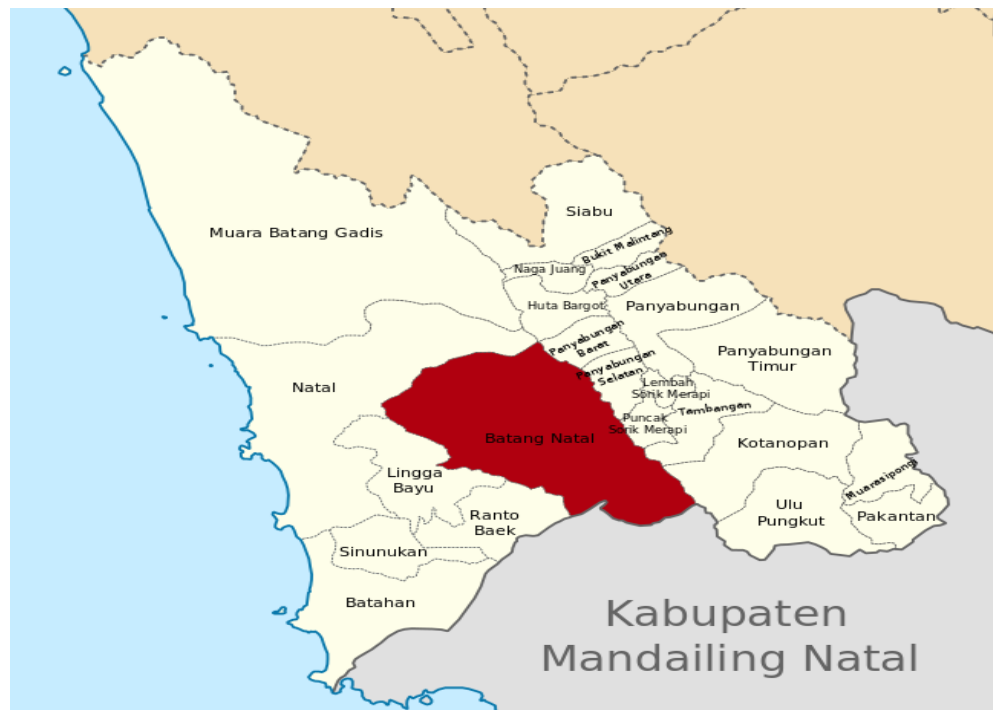 Siabu
Muara Batang Gadis
Bukit Malintang
Naga Juang
Panyabungan
Utara
Huta Bargot
Panyabungan
Panyabungan
Barat
Panyabungan
Timur
Panyabungan
Selatan
Natal
Lembah
Sorik Merapi
Tambangan
Puncak
Sorik Merapi
Batang Natal
Kotanopan
Lingga
Bayu
Muarasipongi
Ulu
Pungkut
Pakantan
Ranto
Baek
Sinunukan
Batahan
Kabupaten
Mandailing Natal